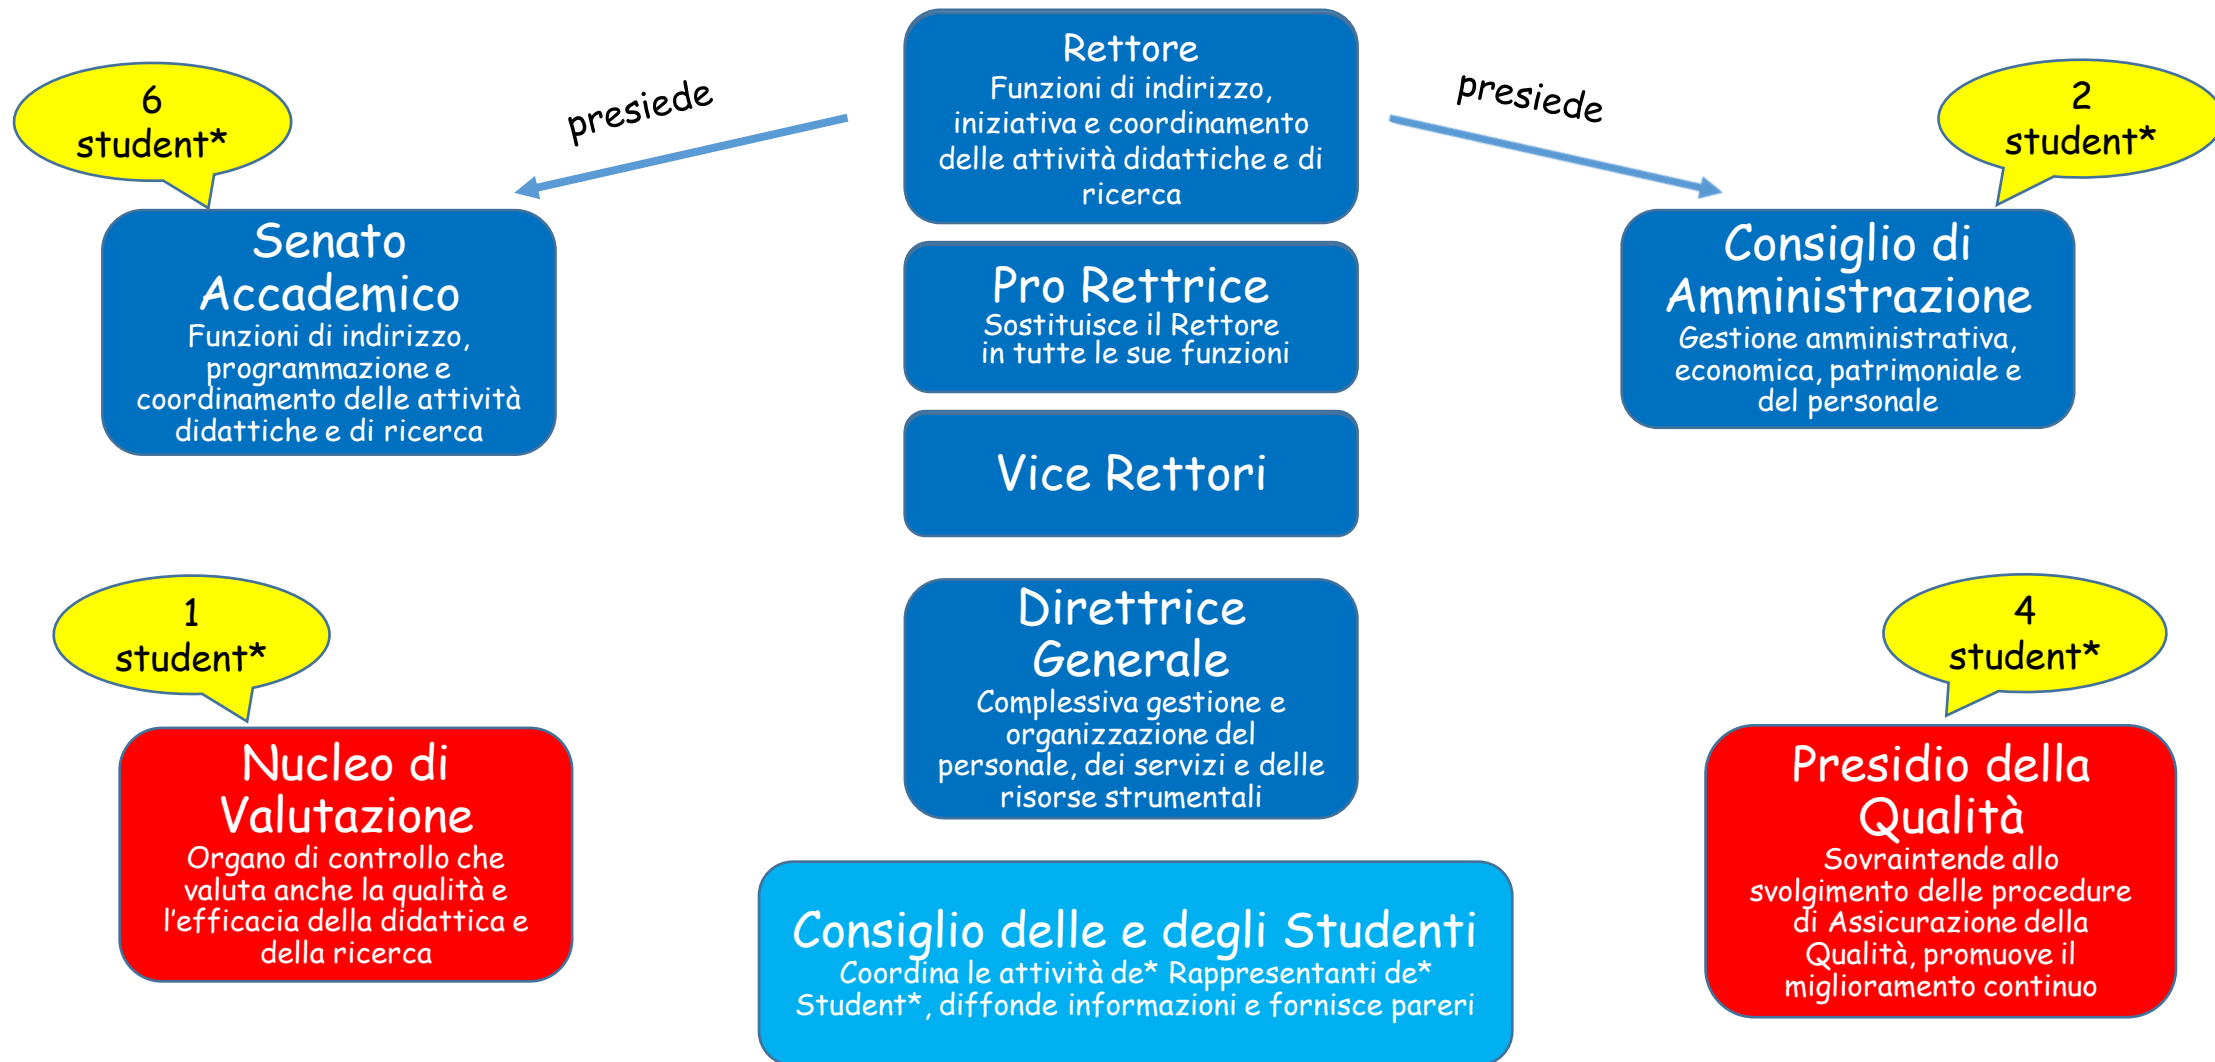 Rettore
Funzioni di indirizzo,
iniziativa e coordinamento
delle attività didattiche e di
ricerca
presiede
presiede
6
student*
2
student*
Senato
Accademico
Funzioni di indirizzo,
programmazione e
coordinamento delle attività
didattiche e di ricerca
Pro Rettrice
Sostituisce il Rettore
in tutte le sue funzioni
Consiglio di
Amministrazione
Gestione amministrativa,
economica, patrimoniale e
del personale
Vice Rettori
1
student*
Direttrice
Generale
Complessiva gestione e
organizzazione del
personale, dei servizi e delle
risorse strumentali
4
student*
Nucleo di
Valutazione
Organo di controllo che
valuta anche la qualità e
l'efficacia della didattica e
della ricerca
Presidio della
Qualità
Sovraintende allo
svolgimento delle procedure
di Assicurazione della
Qualità, promuove il
miglioramento continuo
Consiglio delle e degli Studenti
Coordina le attività de* Rappresentanti de*
Student*, diffonde informazioni e fornisce pareri